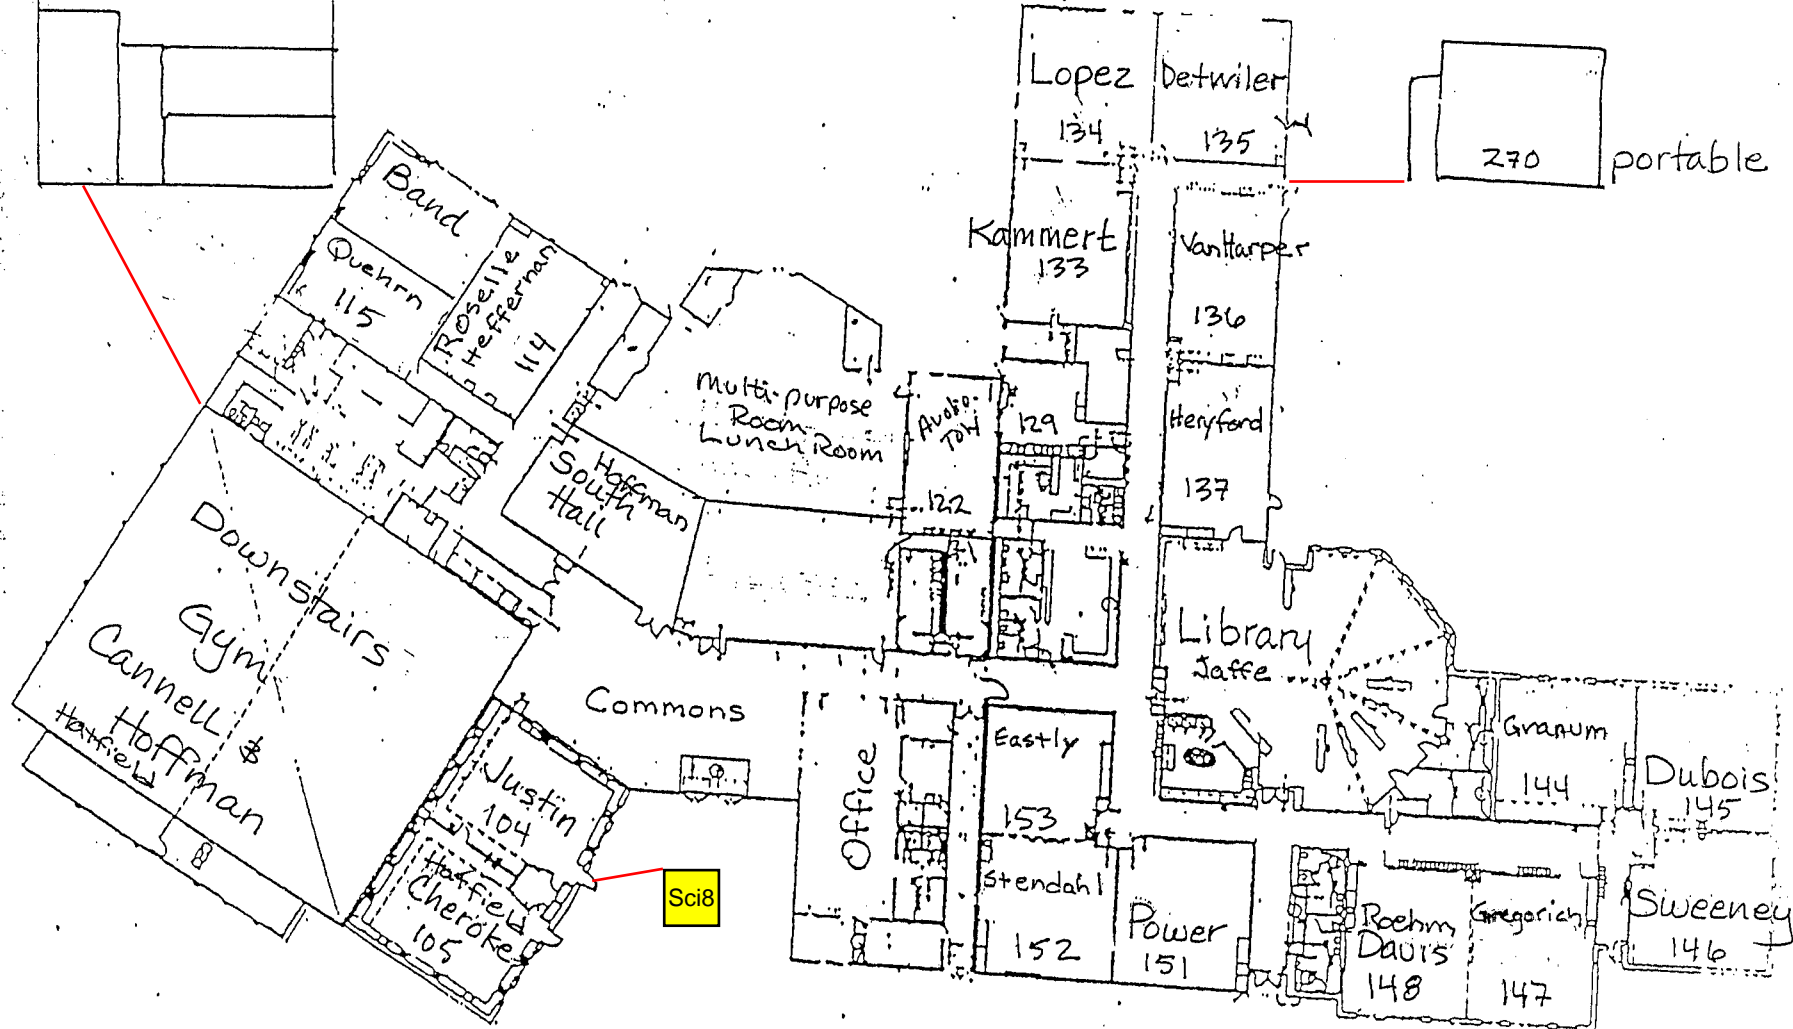 Lopez
134
Detwiler
135
270
portable
Band
Quehrn
115
Roselle
Heffernan
114
Kammert
133
VanHarper
136
Multi-purpose
Room
Lunch Room
122
129
Heryford
137
Hoffman
South
Hall
Downstairs
Gym
Cannell &
Hoffman
Hatfield
Commons
Library
Jaffe
Justin
104
Hatfield
Cheroke
105
Sci8
Office
Eastly
153
Stendahl
152
Power
151
Granum
144
Dubois
145
Roehm
Davis
148
Gregorich
147
Sweeney
146